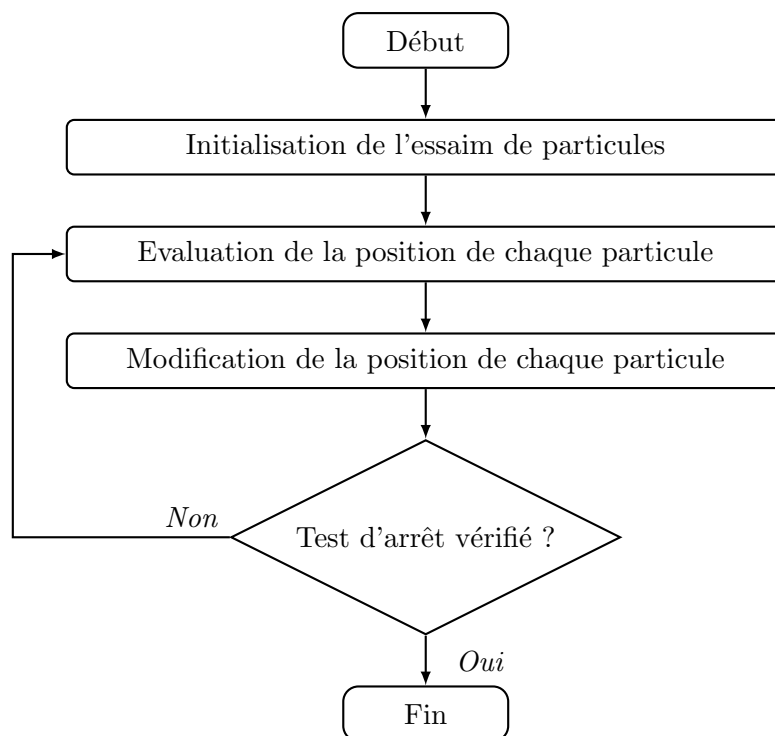 Début
Initialisation de l'essaim de particules
Evaluation de la position de chaque particule
Modification de la position de chaque particule
Non
Test d'arrêt vérifié ?
Oui
Fin